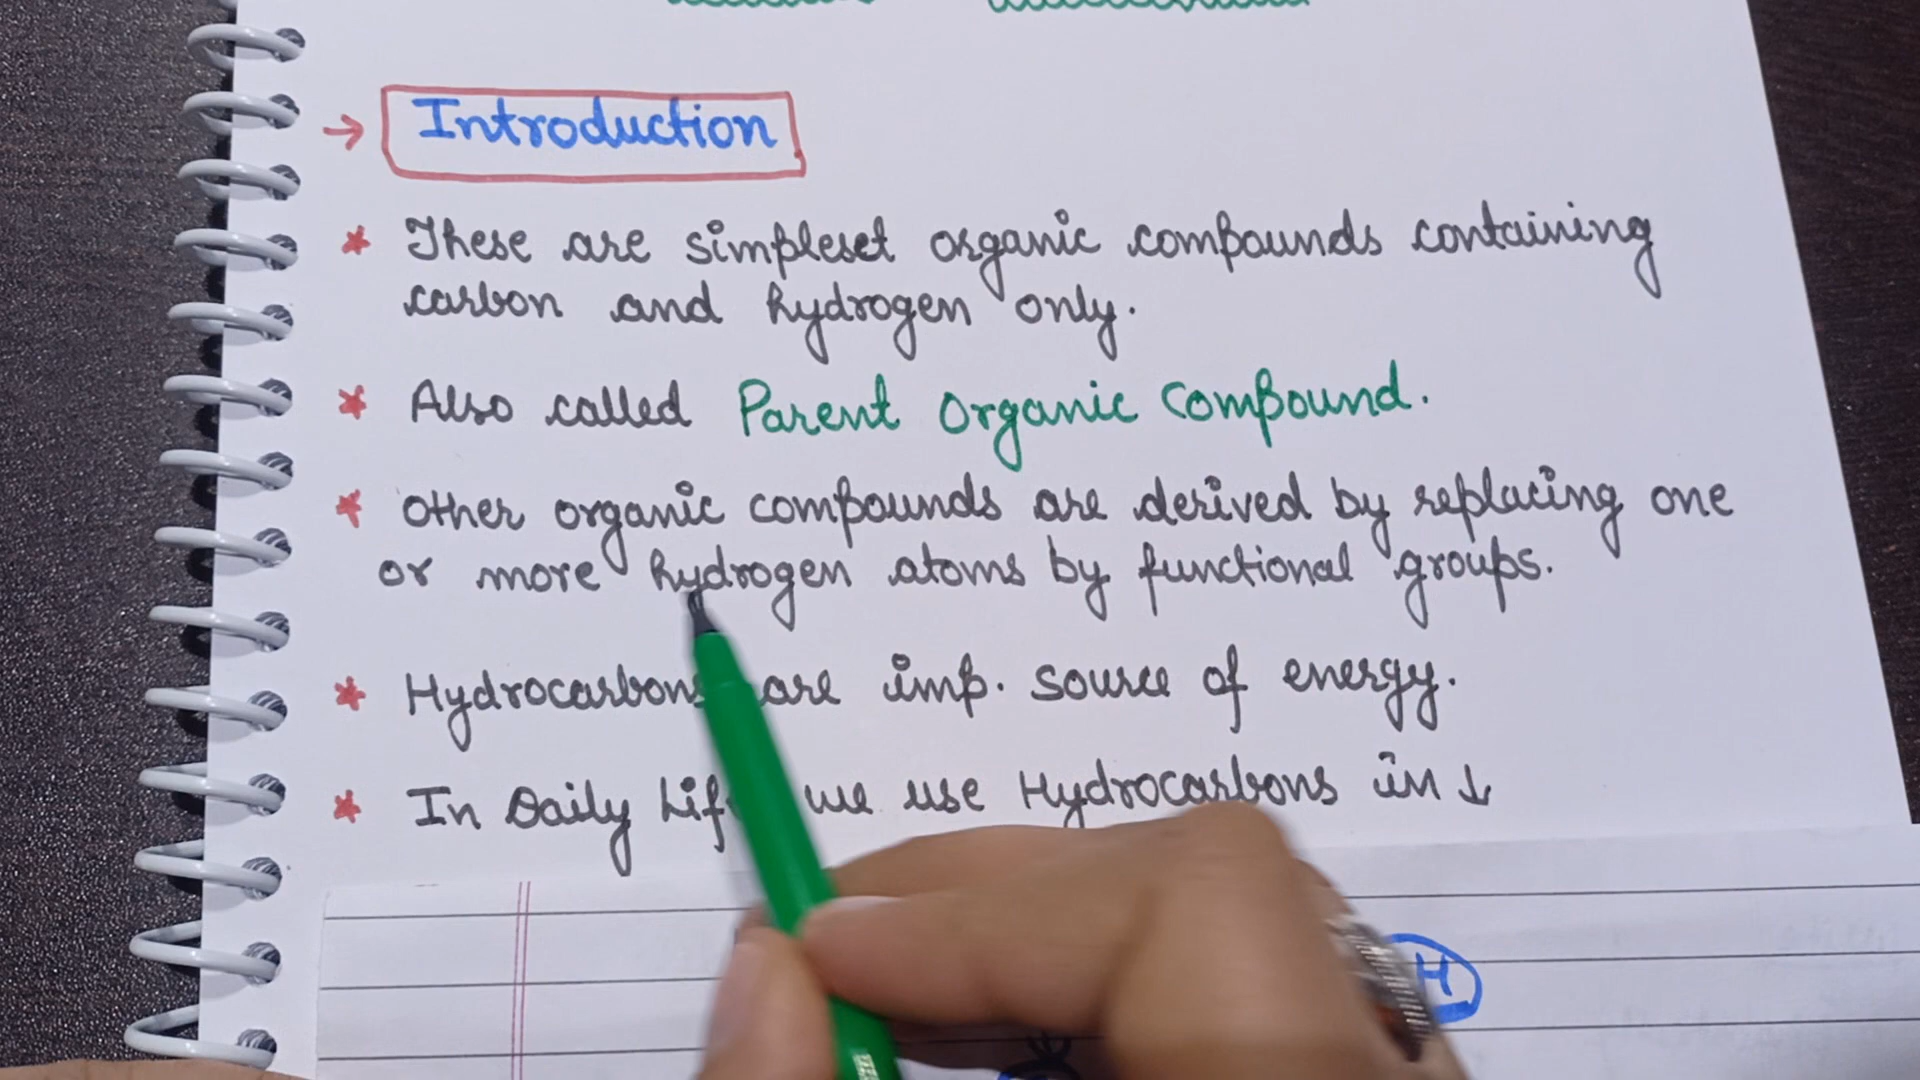 → Introduction
* These are simpleset organic compounds containing
carbon and hydrogen only.
* Also called Parent Organic Compound.
* Other organic compounds are derived by replacing one
or more hydrogen atoms by functional groups.
* Hydrocarbons are imp. source of energy.
* In Daily we use Hydrocarbons in ↓
H